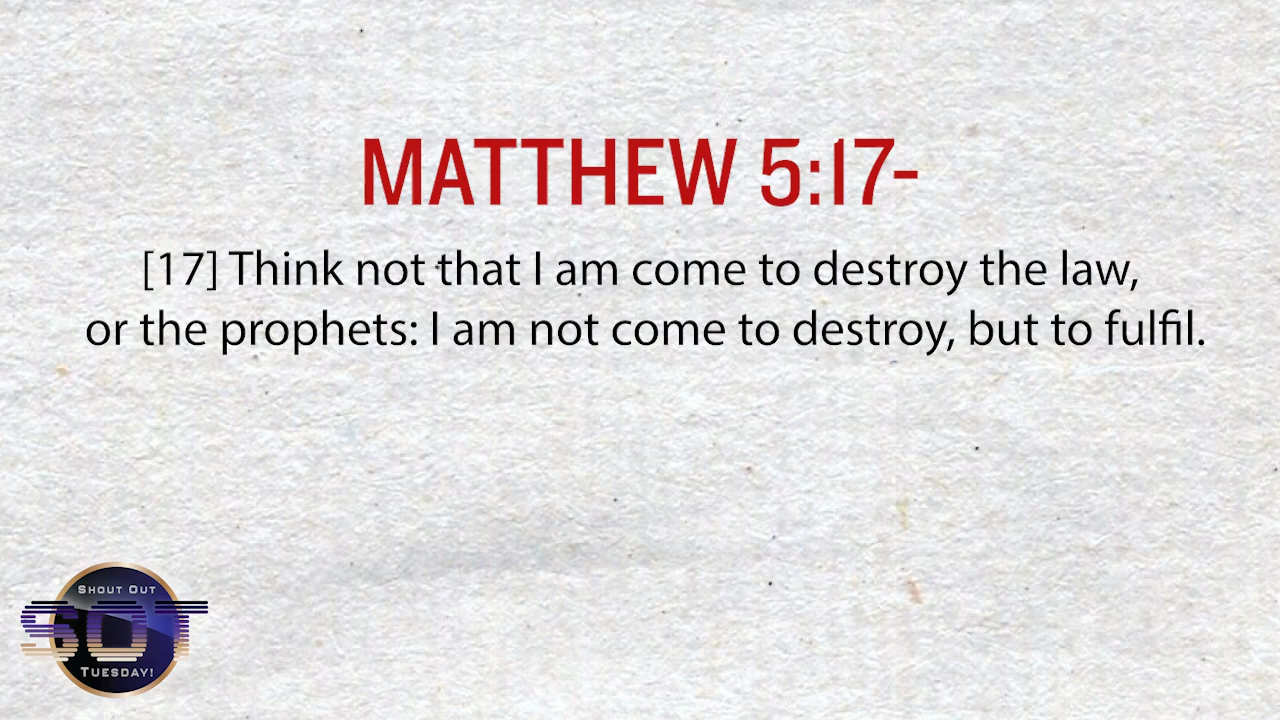 MATTHEW 5:17-
[17] Think not that I am come to destroy the law,
or the prophets: I am not come to destroy, but to fulfil.
SHOUT OUT
SOT
TUESDAY!